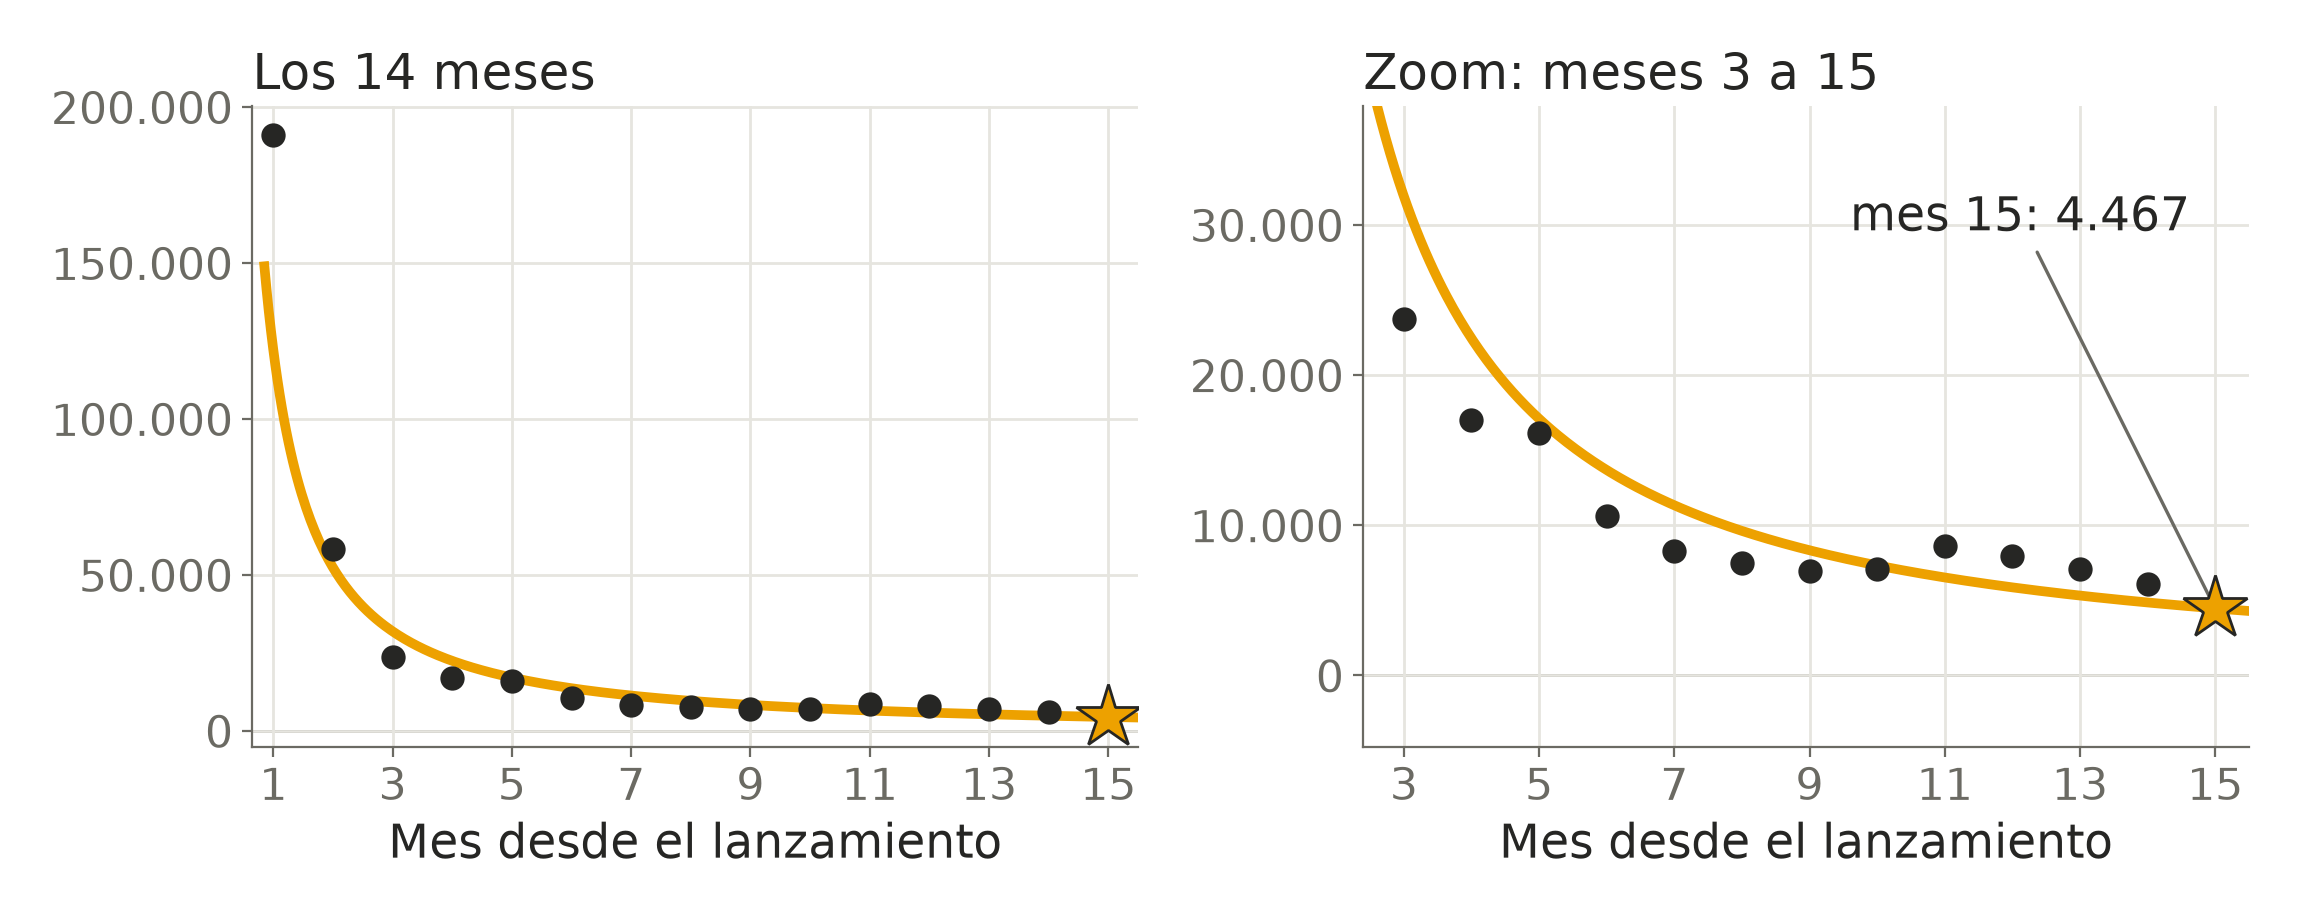 Los 14 meses
200.000
150.000
100.000
50.000
0
1 3 5 7 9 11 13 15
Mes desde el lanzamiento
Zoom: meses 3 a 15
mes 15: 4.467
30.000
20.000
10.000
0
3 5 7 9 11 13 15
Mes desde el lanzamiento